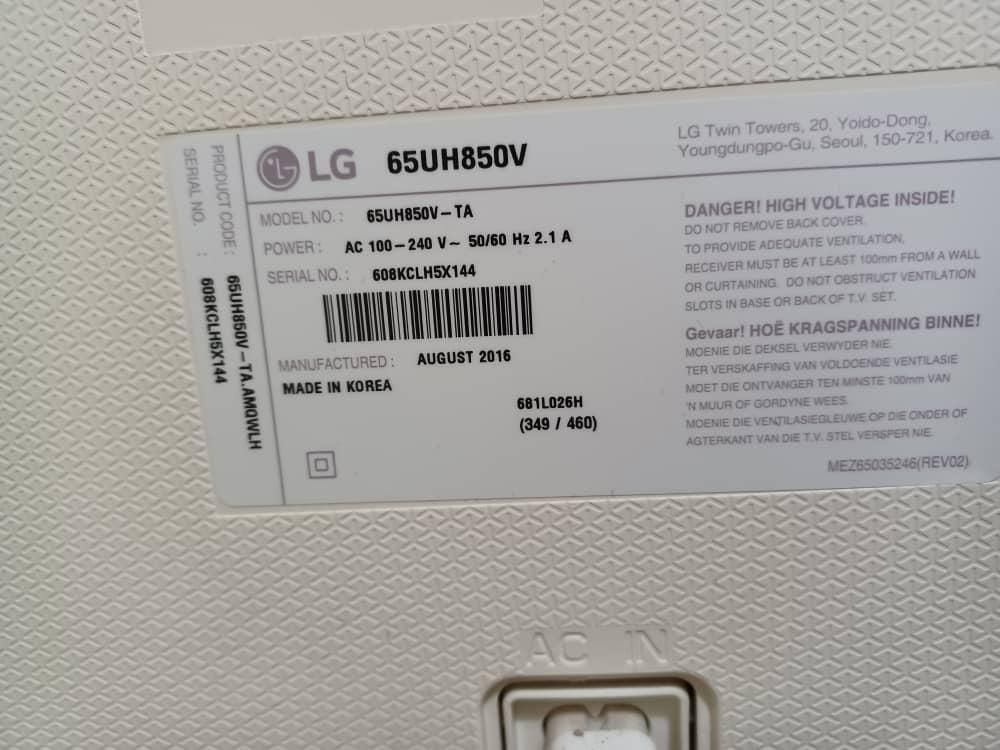 LG 65UH850V
LG Twin Towers, 20, Yoido-Dong,
Youngdungpo-Gu, Seoul, 150-721, Korea.
PRODUCT CODE : 65UH850V-TA.AMQWLH
SERIAL NO. : 608KCLH5X144
MODEL NO. : 65UH850V-TA
POWER : AC 100-240 V~ 50/60 Hz 2.1 A
SERIAL NO. : 608KCLH5X144
MANUFACTURED : AUGUST 2016
MADE IN KOREA
681L026H
(349 / 460)
DANGER! HIGH VOLTAGE INSIDE!
DO NOT REMOVE BACK COVER.
TO PROVIDE ADEQUATE VENTILATION,
RECEIVER MUST BE AT LEAST 100mm FROM A WALL
OR CURTAINING. DO NOT OBSTRUCT VENTILATION
SLOTS IN BASE OR BACK OF T.V. SET.
Gevaar! HOË KRAGSPANNING BINNE!
MOENIE DIE DEKSEL VERWYDER NIE.
TER VERSKAFFING VAN VOLDOENDE VENTILASIE
MOET DIE ONTVANGER TEN MINSTE 100mm VAN
'N MUUR OF GORDYNE WEES.
MOENIE DIE VENTILASIEGLEUWE OP DIE ONDER OF
AGTERKANT VAN DIE T.V. STEL VERSPER NIE.
MEZ65035246(REV02)
AC IN